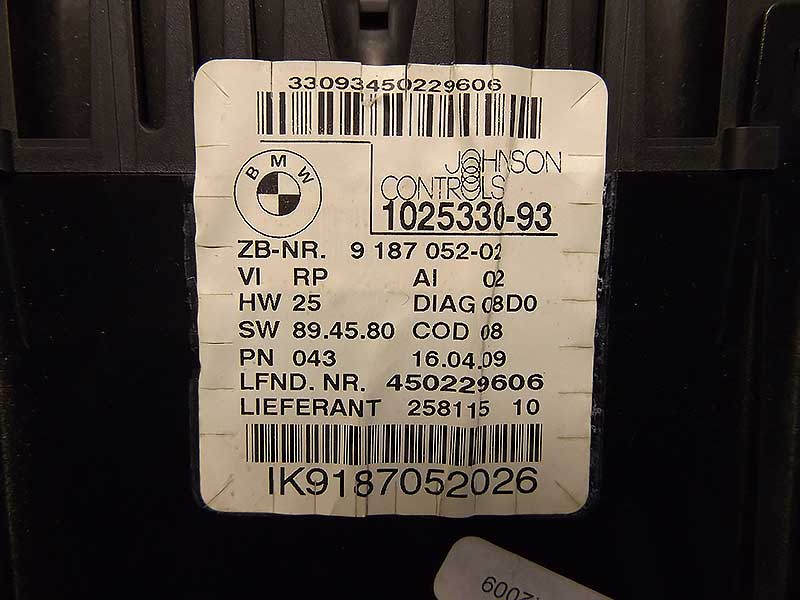 33093450229606
BMW
JOHNSON
CONTROLS
1025330-93
ZB-NR. 9 187 052-02
VI RP AI 02
HW 25 DIAG 08D0
SW 89.45.80 COD 08
PN 043 16.04.09
LFND. NR. 450229606
LIEFERANT 258115 10
IK9187052026
2009